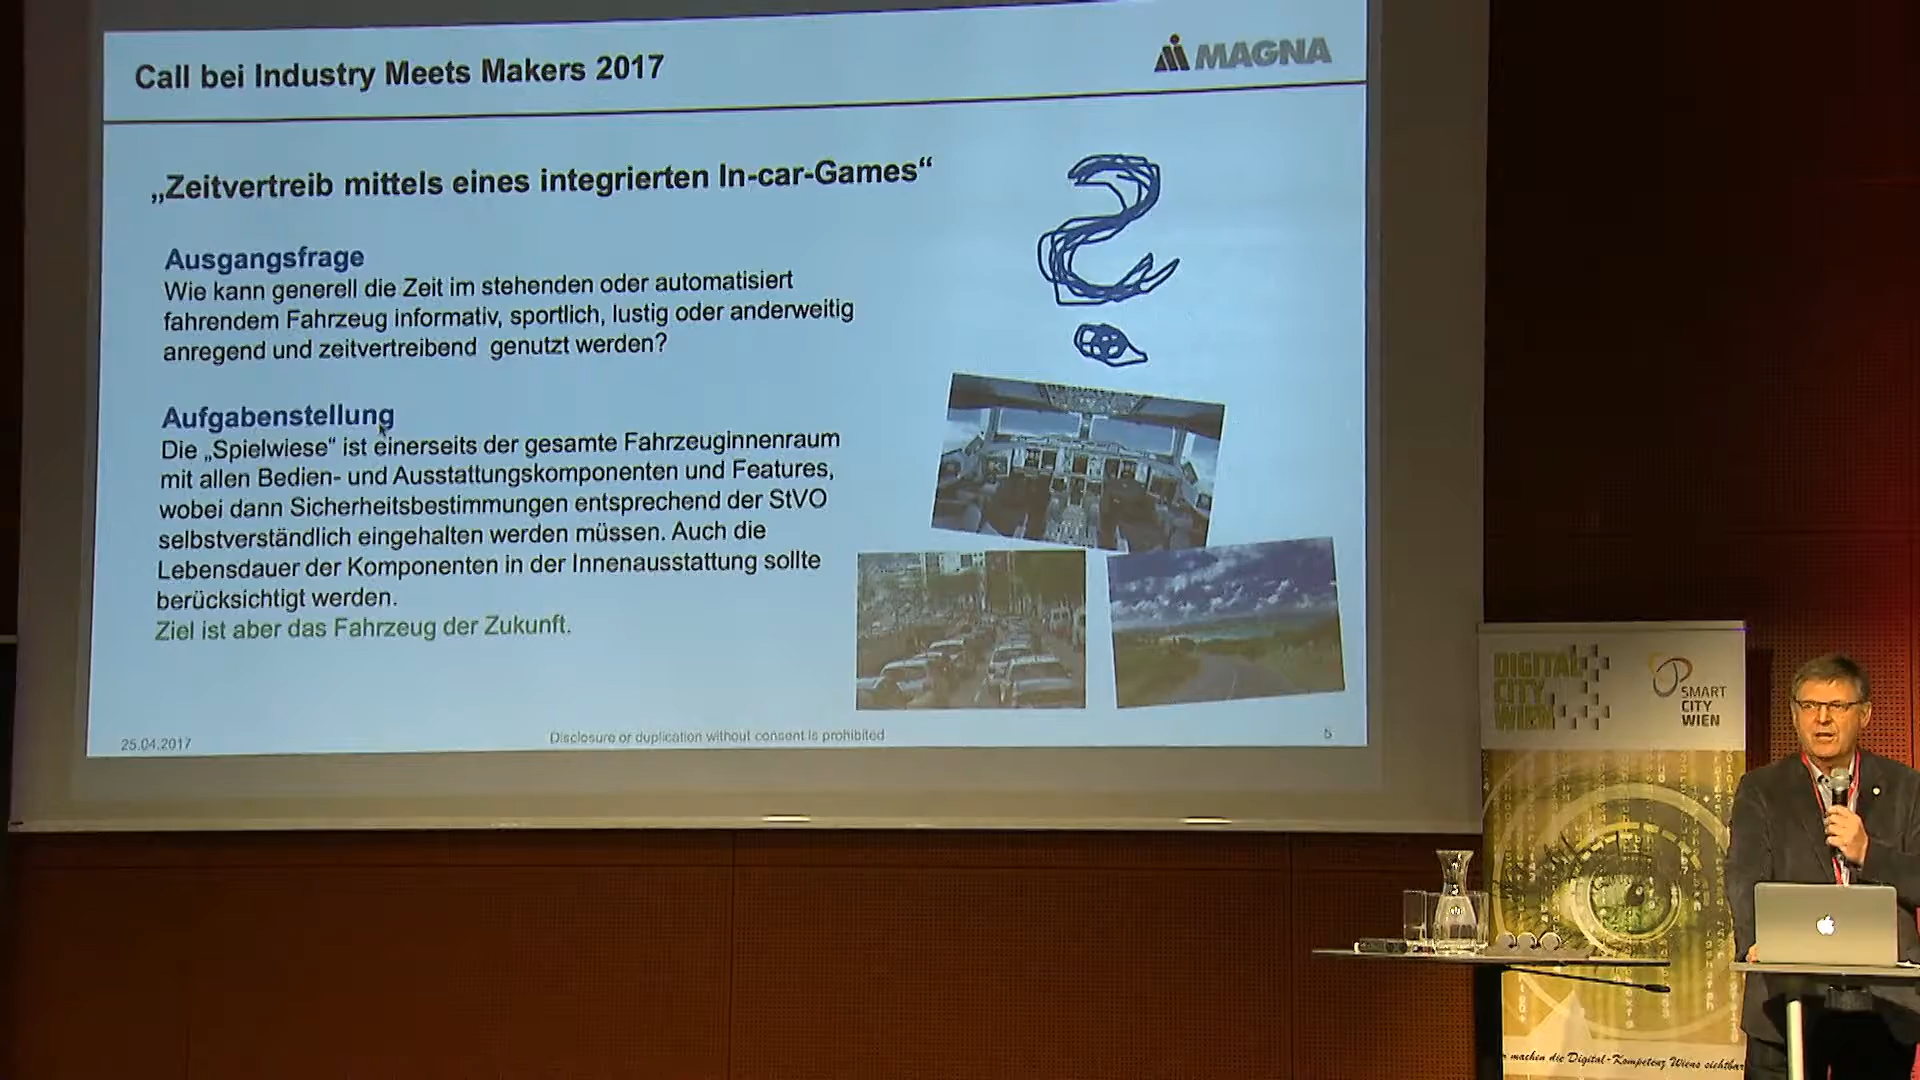 Call bei Industry Meets Makers 2017
MAGNA
„Zeitvertreib mittels eines integrierten In-car-Games“
Ausgangsfrage
Wie kann generell die Zeit im stehenden oder automatisiert
fahrendem Fahrzeug informativ, sportlich, lustig oder anderweitig
anregend und zeitvertreibend genutzt werden?
Aufgabenstellung
Die „Spielwiese“ ist einerseits der gesamte Fahrzeuginnenraum
mit allen Bedien- und Ausstattungskomponenten und Features,
wobei dann Sicherheitsbestimmungen entsprechend der StVO
selbstverständlich eingehalten werden müssen. Auch die
Lebensdauer der Komponenten in der Innenausstattung sollte
berücksichtigt werden.
Ziel ist aber das Fahrzeug der Zukunft.
25.04.2017
Disclosure or duplication without consent is prohibited
5
DIGITAL
CITY
WIEN
SMART
CITY
WIEN
machen die Digital-Kompetenz Wiens sichtbar